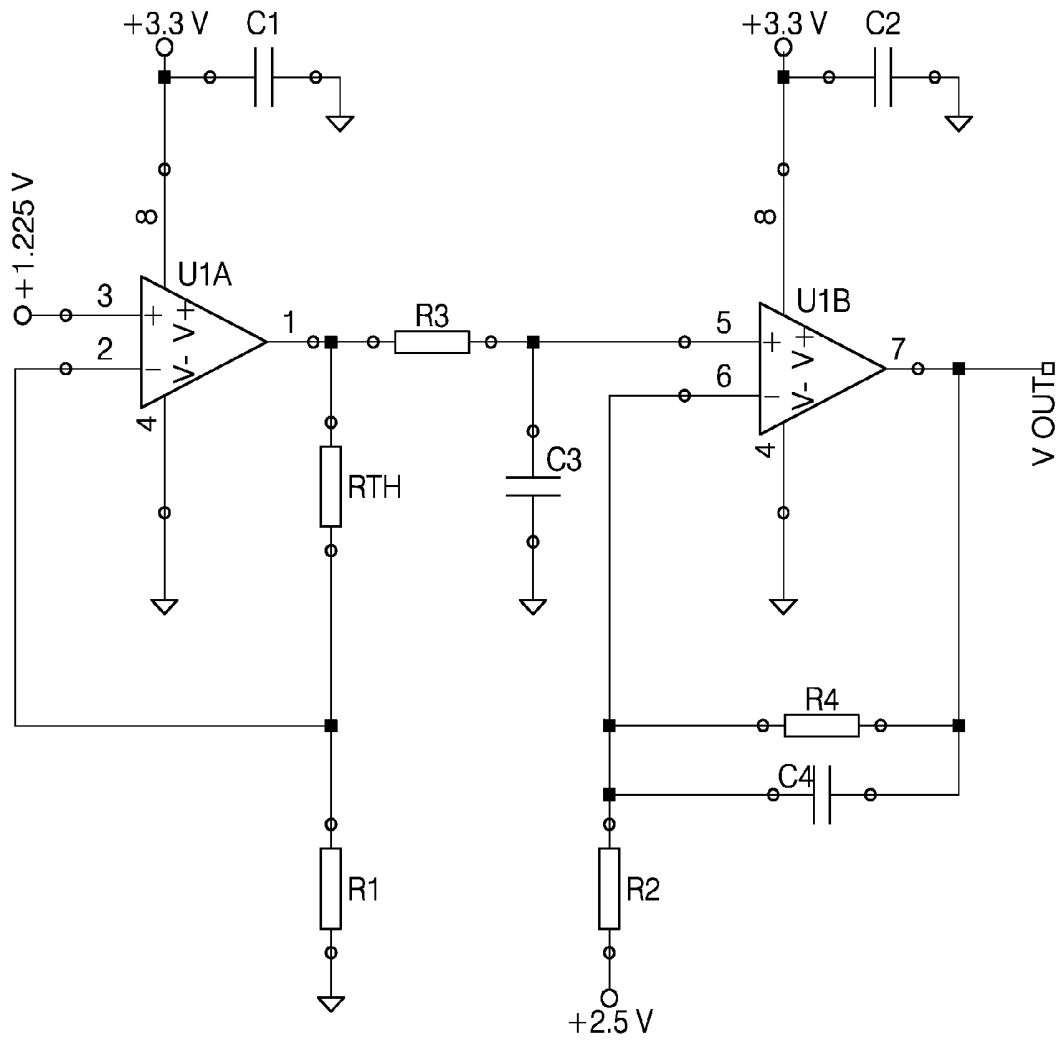 +3.3 V
C1
+3.3 V
C2
8
8
+1.225 V
U1A
3
+
V+
2
−
V-
1
4
R3
U1B
5
+
V+
6
−
V-
7
4
V OUT
RTH
C3
R4
C4
R1
R2
+2.5 V